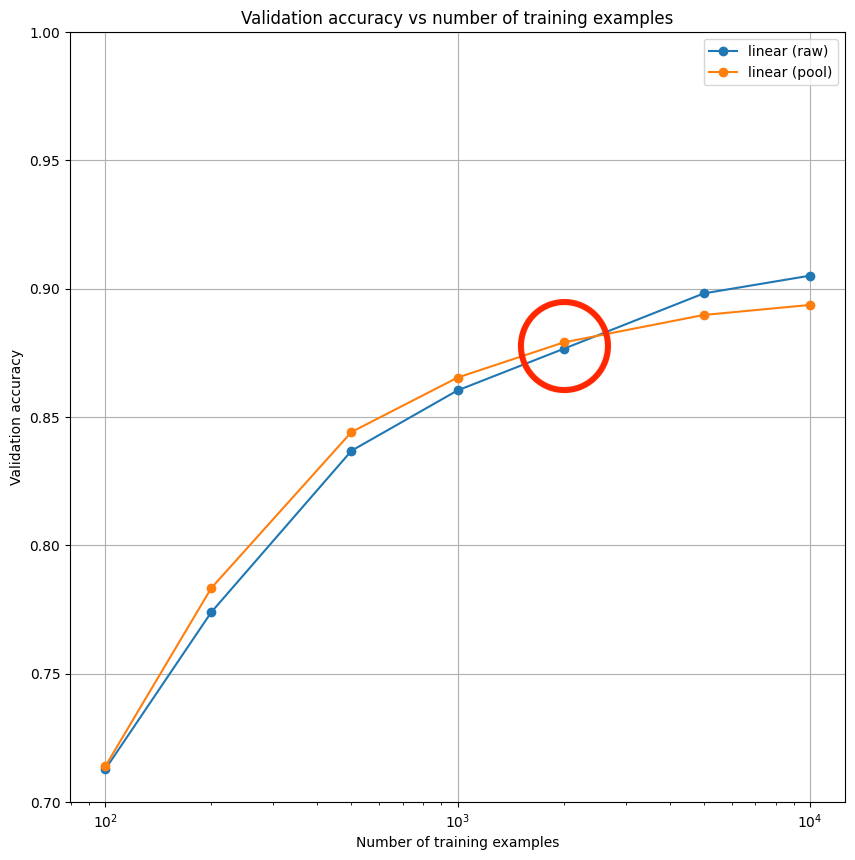 Validation accuracy vs number of training examples
linear (raw)
linear (pool)
1.00
0.95
0.90
0.85
0.80
0.75
0.70
Validation accuracy
10²
10³
10⁴
Number of training examples